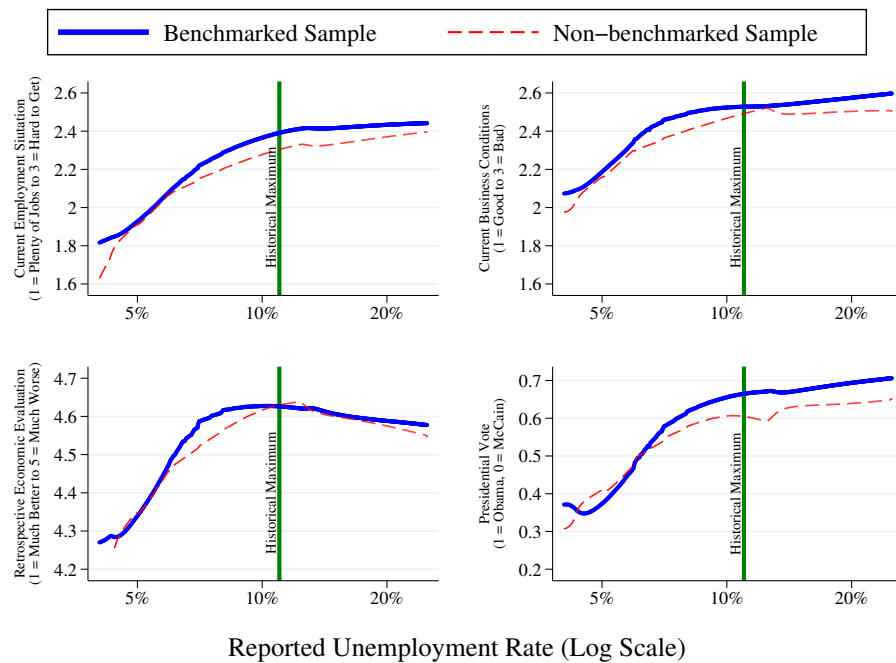 Benchmarked Sample
Non−benchmarked Sample
Current Employment Siutation
(1 = Plenty of Jobs to 3 = Hard to Get)
2.6
2.4
2.2
2
1.8
1.6
Historical Maximum
5%
10%
20%
Current Business Conditions
(1 = Good to 3 = Bad)
2.6
2.4
2.2
2
1.8
1.6
Historical Maximum
5%
10%
20%
Retrospective Economic Evaluation
(1 = Much Better to 5 = Much Worse)
4.7
4.6
4.5
4.4
4.3
4.2
Historical Maximum
5%
10%
20%
Presidential Vote
(1 = Obama, 0 = McCain)
0.7
0.6
0.5
0.4
0.3
0.2
Historical Maximum
5%
10%
20%
Reported Unemployment Rate (Log Scale)